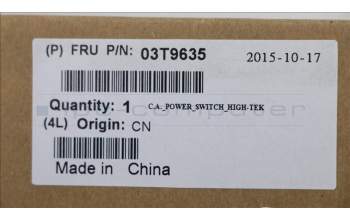 (P) FRU P/N: 03T9635 2015-10-17
Quantity: 1 C.A._POWER_SWITCH_HIGH-TEK
(4L) Origin: CN
Made in China